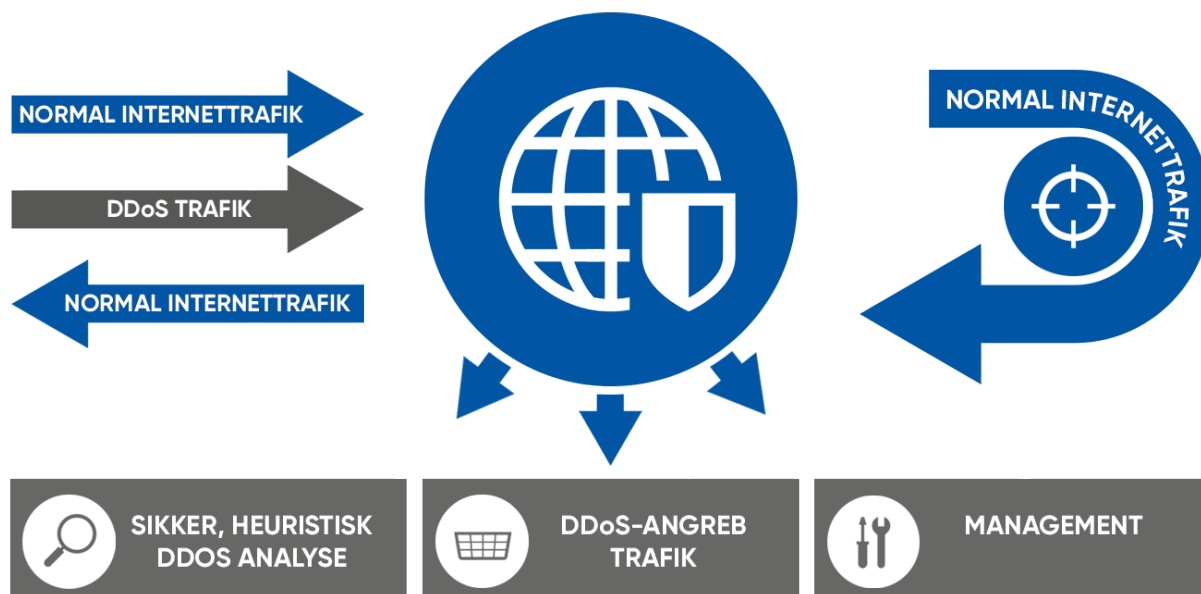 NORMAL INTERNETTRAFIK
DDoS TRAFIK
NORMAL INTERNETTRAFIK
NORMAL INTERNETTRAFIK
SIKKER, HEURISTISK
DDOS ANALYSE
DDoS-ANGREB
TRAFIK
MANAGEMENT